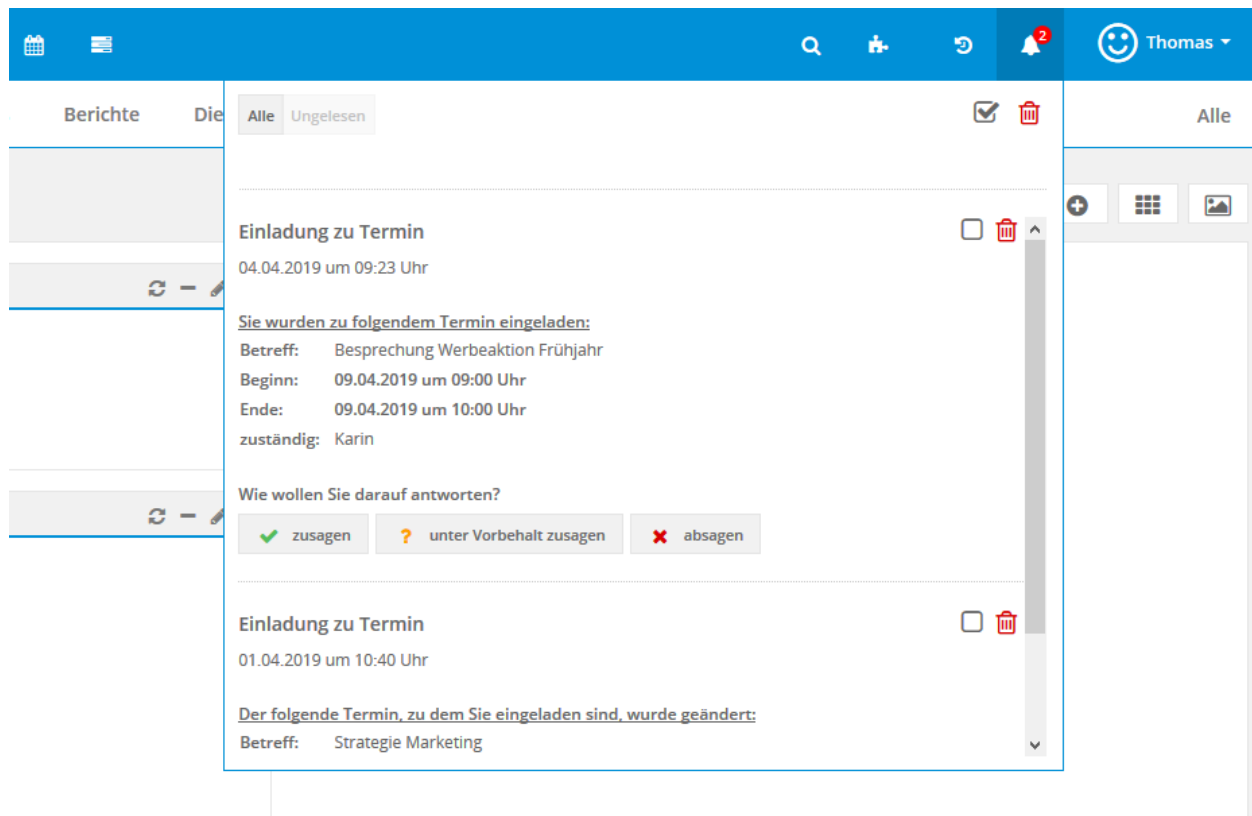 2
Thomas
Berichte
Die
Alle Ungelesen
Alle
Einladung zu Termin
04.04.2019 um 09:23 Uhr
Sie wurden zu folgendem Termin eingeladen:
Betreff: Besprechung Werbeaktion Frühjahr
Beginn: 09.04.2019 um 09:00 Uhr
Ende: 09.04.2019 um 10:00 Uhr
zuständig: Karin
Wie wollen Sie darauf antworten?
zusagen ? unter Vorbehalt zusagen absagen
Einladung zu Termin
01.04.2019 um 10:40 Uhr
Der folgende Termin, zu dem Sie eingeladen sind, wurde geändert:
Betreff: Strategie Marketing